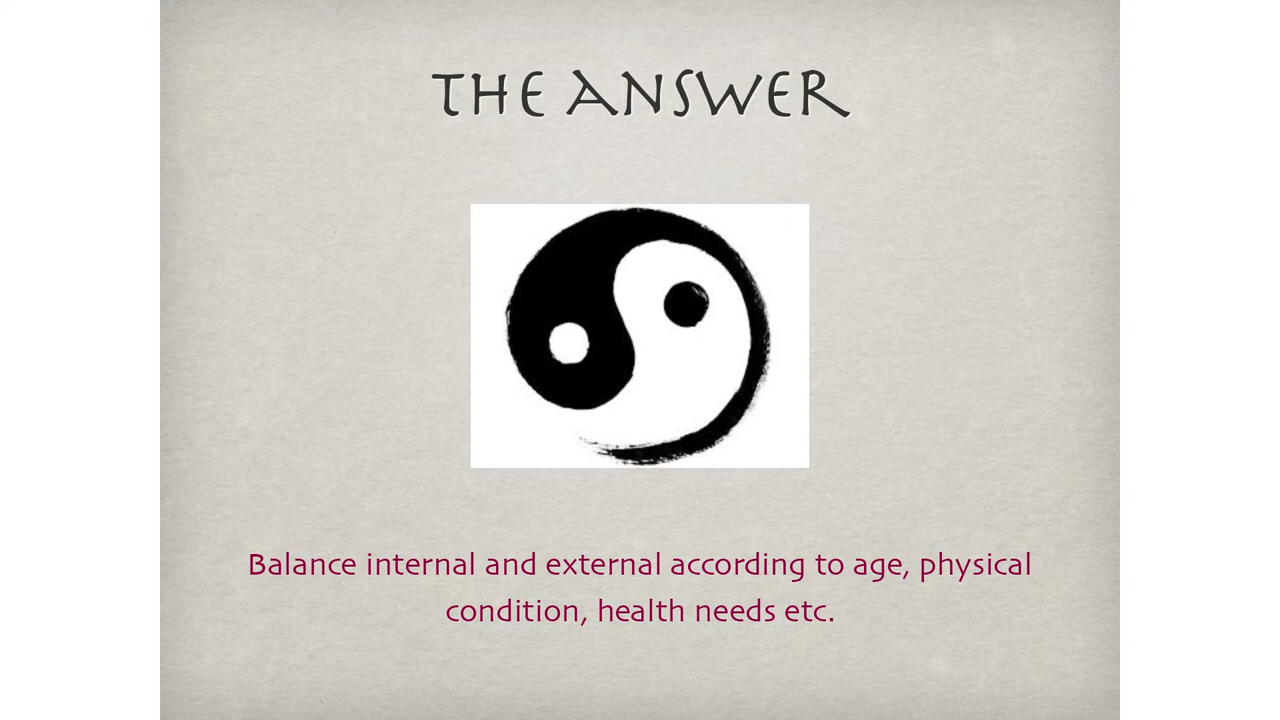 THE ANSWER
Balance internal and external according to age, physical
condition, health needs etc.